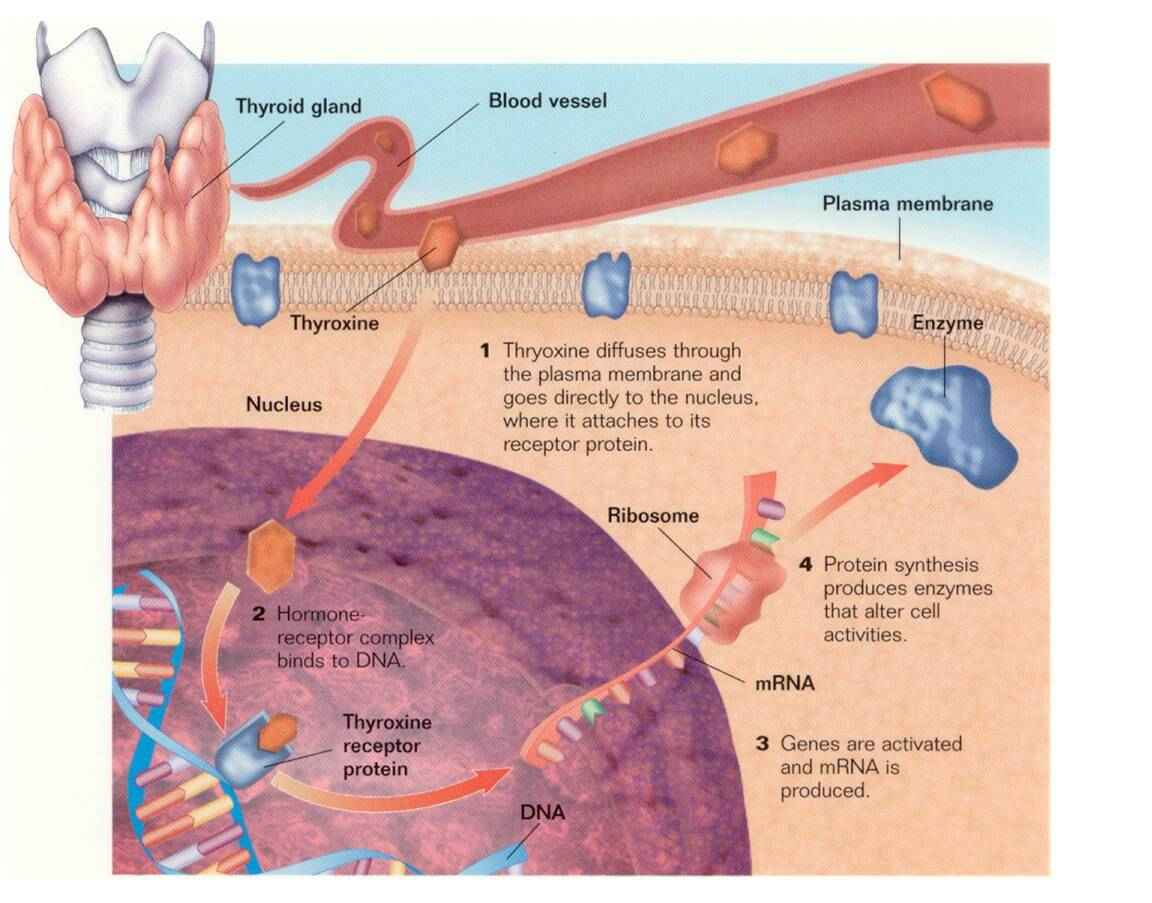 Thyroid gland
Blood vessel
Plasma membrane
Thyroxine
Enzyme
1 Thryoxine diffuses through
the plasma membrane and
goes directly to the nucleus,
where it attaches to its
receptor protein.
Nucleus
Ribosome
4 Protein synthesis
produces enzymes
that alter cell
activities.
2 Hormone-
receptor complex
binds to DNA.
mRNA
Thyroxine
receptor
protein
3 Genes are activated
and mRNA is
produced.
DNA